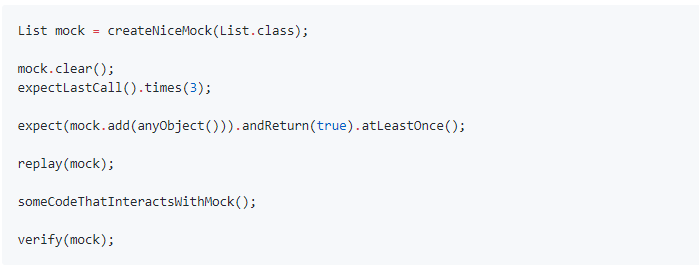 List mock = createNiceMock(List.class);
mock.clear();
expectLastCall().times(3);
expect(mock.add(anyObject())).andReturn(true).atLeastOnce();
replay(mock);
someCodeThatInteractsWithMock();
verify(mock);